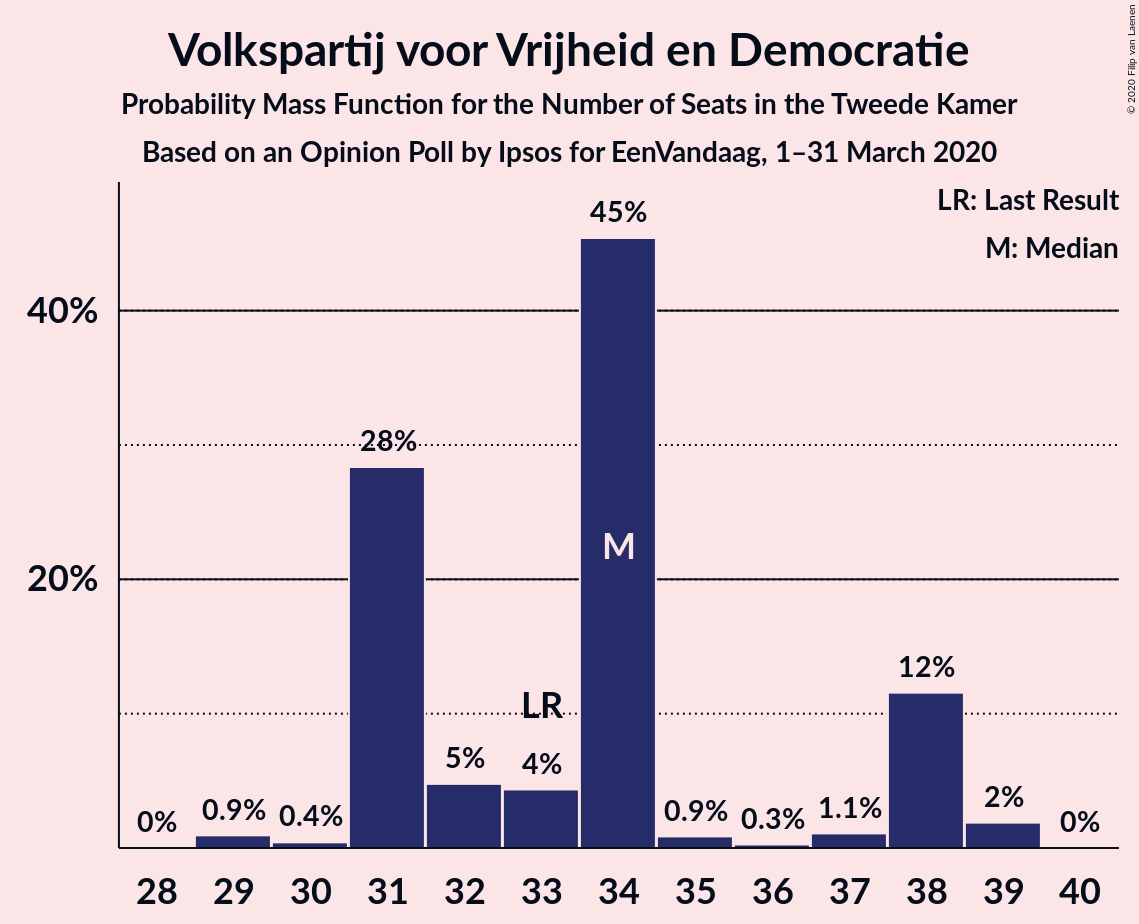 Volkspartij voor Vrijheid en Democratie
Probability Mass Function for the Number of Seats in the Tweede Kamer
Based on an Opinion Poll by Ipsos for EenVandaag, 1–31 March 2020
© 2020 Filip van Laenen
LR: Last Result
M: Median
40%
20%
0%
0.9%
0.4%
28%
5%
4%
LR
45%
M
0.9%
0.3%
1.1%
12%
2%
0%
28 29 30 31 32 33 34 35 36 37 38 39 40